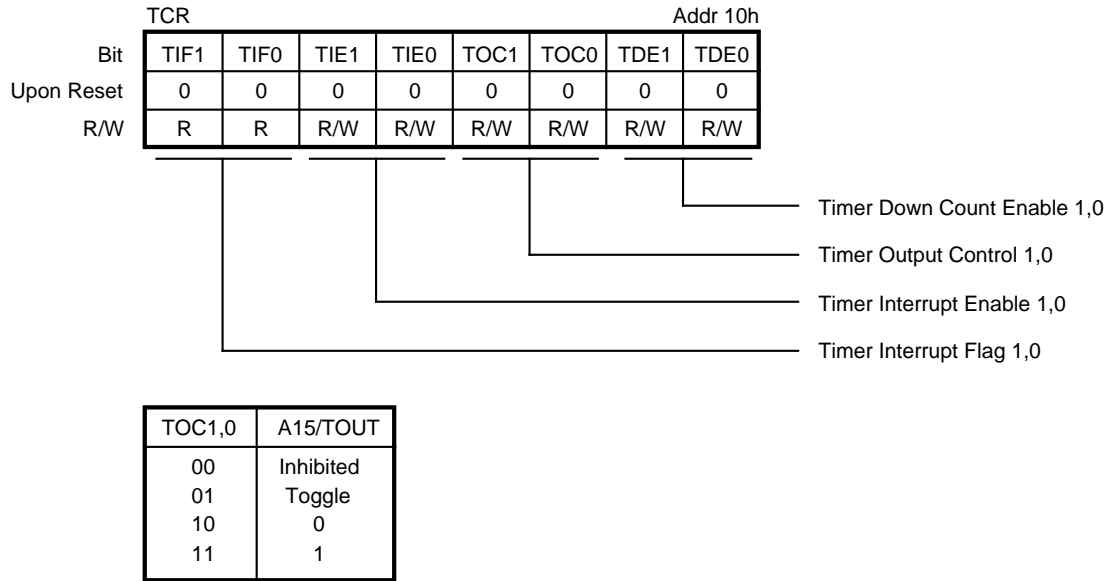 TCR Addr 10h
Bit TIF1 TIF0 TIE1 TIE0 TOC1 TOC0 TDE1 TDE0
Upon Reset 0 0 0 0 0 0 0 0
R/W R R R/W R/W R/W R/W R/W R/W
Timer Down Count Enable 1,0
Timer Output Control 1,0
Timer Interrupt Enable 1,0
Timer Interrupt Flag 1,0
TOC1,0 A15/TOUT
00 Inhibited
01 Toggle
10 0
11 1